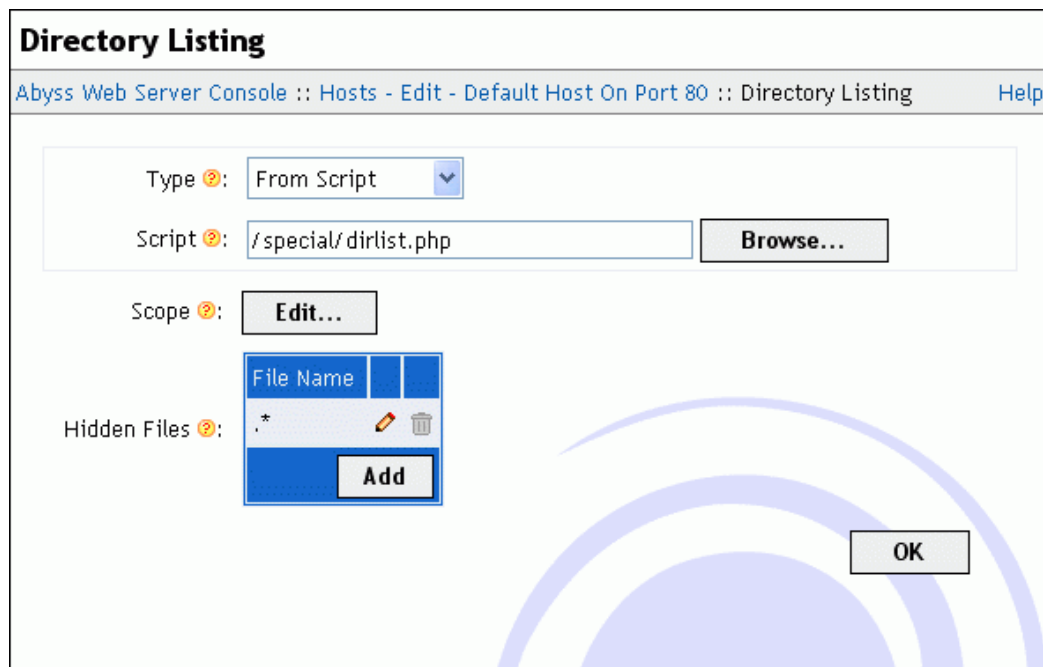 Directory Listing
Abyss Web Server Console :: Hosts - Edit - Default Host On Port 80 :: Directory Listing Help
Type ?: From Script
Script ?: /special/dirlist.php Browse...
Scope ?: Edit...
File Name
Hidden Files ?: .*
Add
OK